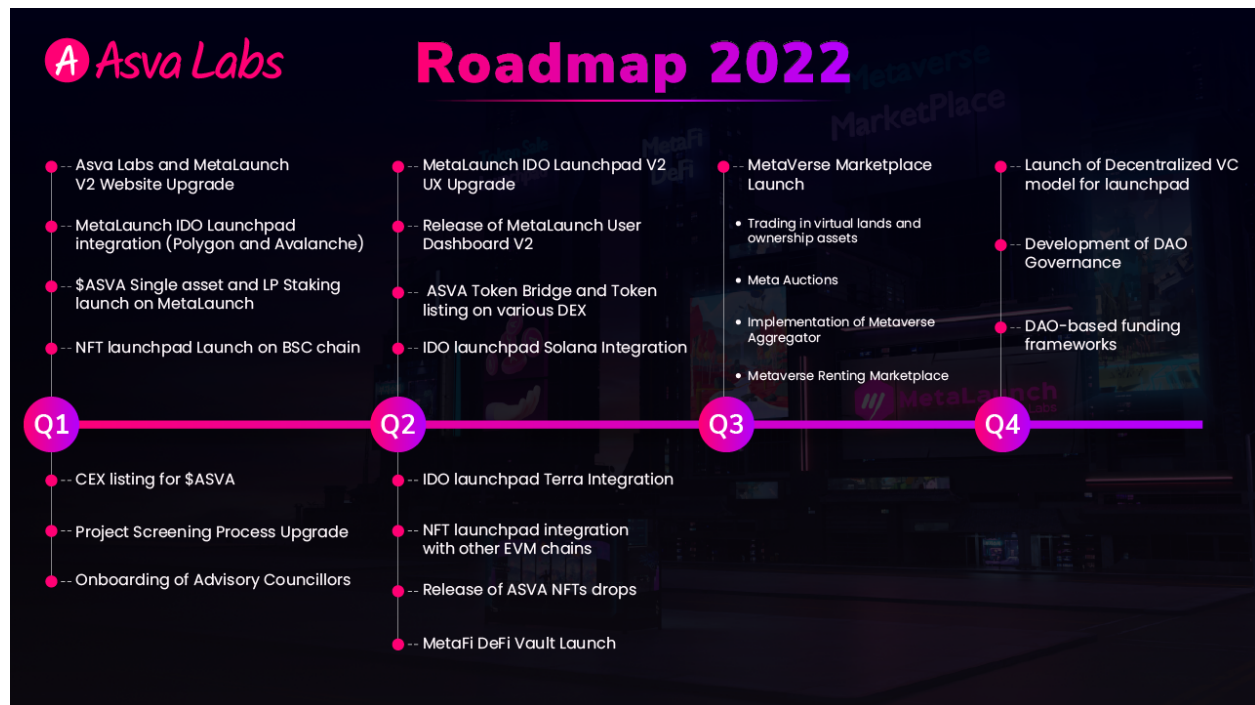 Asva Labs
Roadmap 2022
Metaverse
MarketPlace
MetaFi
DeFi
Asva Labs and MetaLaunch
V2 Website Upgrade
MetaLaunch IDO Launchpad
integration (Polygon and Avalanche)
$ASVA Single asset and LP Staking
launch on MetaLaunch
NFT launchpad Launch on BSC chain
Q1
CEX listing for $ASVA
Project Screening Process Upgrade
Onboarding of Advisory Councillors
MetaLaunch IDO Launchpad V2
UX Upgrade
Release of MetaLaunch User
Dashboard V2
ASVA Token Bridge and Token
listing on various DEX
IDO launchpad Solana Integration
Q2
IDO launchpad Terra Integration
NFT launchpad integration
with other EVM chains
Release of ASVA NFTs drops
MetaFi DeFi Vault Launch
MetaVerse Marketplace
Launch
Trading in virtual lands and
ownership assets
Meta Auctions
Implementation of Metaverse
Aggregator
Metaverse Renting Marketplace
Q3
MetaLaunch
Launch of Decentralized VC
model for launchpad
Development of DAO
Governance
DAO-based funding
frameworks
Q4